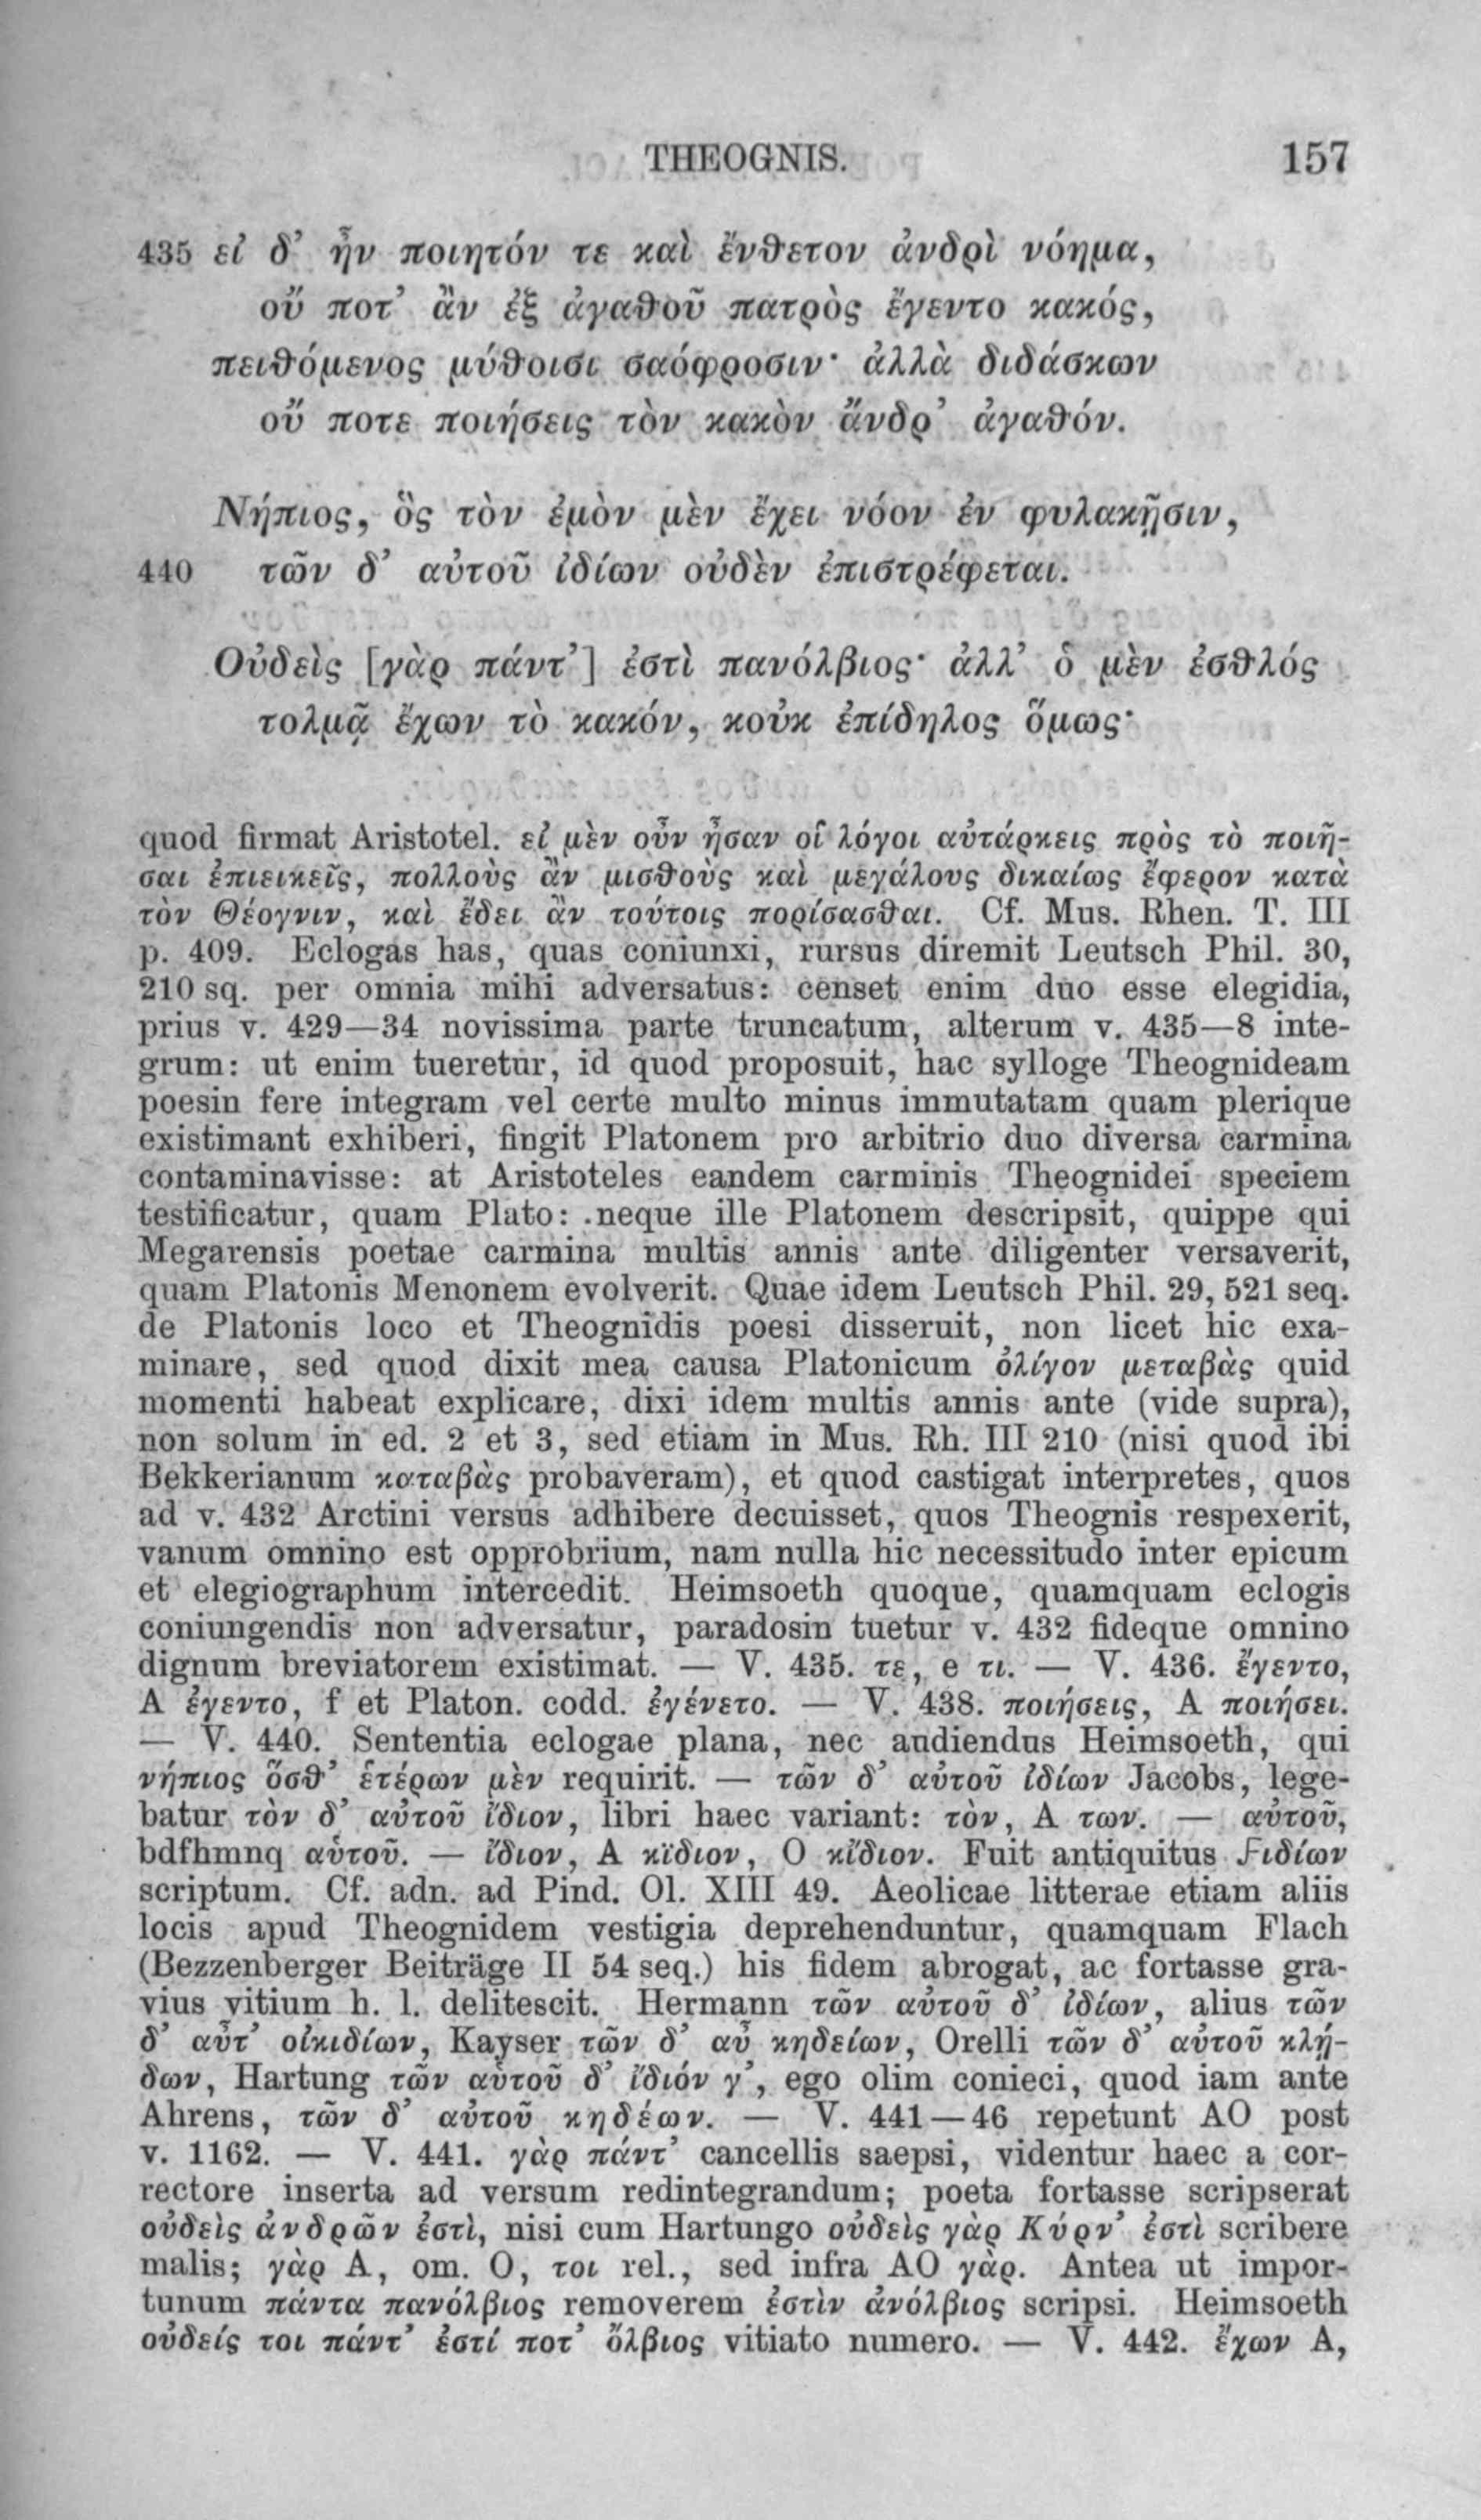 THEOGNIS. 157
435 εἰ δ’ ἦν ποιητόν τε καὶ ἔνθετον ἀνδρὶ νόημα,
οὔ ποτ’ ἂν ἐξ ἀγαθοῦ πατρὸς ἔγεντο κακός,
πειθόμενος μύθοισι σαόφροσιν· ἀλλὰ διδάσκων
οὔ ποτε ποιήσεις τὸν κακὸν ἄνδρ’ ἀγαθόν.
Νήπιος, ὃς τὸν ἐμὸν μὲν ἔχει νόον ἐν φυλακῇσιν,
440 τῶν δ’ αὐτοῦ ἰδίων οὐδὲν ἐπιστρέφεται.
Οὐδεὶς [γὰρ πάντ’] ἐστὶ πανόλβιος· ἀλλ’ ὁ μὲν ἐσθλός
τολμᾷ ἔχων τὸ κακόν, κοὐκ ἐπίδηλος ὅμως·
quod firmat Aristotel. εἰ μὲν οὖν ἦσαν οἱ λόγοι αὐτάρκεις πρὸς τὸ ποιῆ-
σαι ἐπιεικεῖς, πολλοὺς ἂν μισθοὺς καὶ μεγάλους δικαίως ἔφερον κατὰ
τὸν Θέογνιν, καὶ ἔδει ἂν τούτοις πορίσασθαι. Cf. Mus. Rhen. T. III
p. 409. Eclogas has, quas coniunxi, rursus diremit Leutsch Phil. 30,
210 sq. per omnia mihi adversatus: censet enim duo esse elegidia,
prius v. 429—34 novissima parte truncatum, alterum v. 435—8 inte-
grum: ut enim tueretur, id quod proposuit, hac sylloge Theognideam
poesin fere integram vel certe multo minus immutatam quam plerique
existimant exhiberi, fingit Platonem pro arbitrio duo diversa carmina
contaminavisse: at Aristoteles eandem carminis Theognidei speciem
testificatur, quam Plato: neque ille Platonem descripsit, quippe qui
Megarensis poetae carmina multis annis ante diligenter versaverit,
quam Platonis Menonem evolverit. Quae idem Leutsch Phil. 29, 521 seq.
de Platonis loco et Theognidis poesi disseruit, non licet hic exa-
minare, sed quod dixit mea causa Platonicum ὀλίγον μεταβὰς quid
momenti habeat explicare, dixi idem multis annis ante (vide supra),
non solum in ed. 2 et 3, sed etiam in Mus. Rh. III 210 (nisi quod ibi
Bekkerianum καταβὰς probaveram), et quod castigat interpretes, quos
ad v. 432 Arctini versus adhibere decuisset, quos Theognis respexerit,
vanum omnino est opprobrium, nam nulla hic necessitudo inter epicum
et elegiographum intercedit. Heimsoeth quoque, quamquam eclogis
coniungendis non adversatur, paradosin tuetur v. 432 fideque omnino
dignum breviatorem existimat. — V. 435. τε, e τι. — V. 436. ἔγεντο,
A ἐγεντο, f et Platon. codd. ἐγένετο. — V. 438. ποιήσεις, A ποιήσει.
— V. 440. Sententia eclogae plana, nec audiendus Heimsoeth, qui
νήπιος ὅσθ’ ἑτέρων μὲν requirit. — τῶν δ’ αὐτοῦ ἰδίων Jacobs, lege-
batur τὸν δ’ αὐτοῦ ἴδιον, libri haec variant: τὸν, A των. — αὐτοῦ,
bdfhmnq αὑτοῦ. — ἴδιον, A κϊδιον, O κἴδιον. Fuit antiquitus Ϝιδίων
scriptum. Cf. adn. ad Pind. Ol. XIII 49. Aeolicae litterae etiam aliis
locis apud Theognidem vestigia deprehenduntur, quamquam Flach
(Bezzenberger Beiträge II 54 seq.) his fidem abrogat, ac fortasse gra-
vius vitium h. l. delitescit. Hermann τῶν αὐτοῦ δ’ ἰδίων, alius τῶν
δ’ αὖτ’ οἰκιδίων, Kayser τῶν δ’ αὖ κηδείων, Orelli τῶν δ’ αὐτοῦ κλῄ-
δων, Hartung τῶν αὐτοῦ δ’ ἴδιόν γ’, ego olim conieci, quod iam ante
Ahrens, τῶν δ’ αὐτοῦ κηδέων. — V. 441—46 repetunt AO post
v. 1162. — V. 441. γὰρ πάντ’ cancellis saepsi, videntur haec a cor-
rectore inserta ad versum redintegrandum; poeta fortasse scripserat
οὐδεὶς ἀνδρῶν ἐστὶ, nisi cum Hartungo οὐδεὶς γὰρ Κύρν’ ἐστὶ scribere
malis; γὰρ A, om. O, τοι rel., sed infra AO γὰρ. Antea ut impor-
tunum πάντα πανόλβιος removerem ἐστὶν ἀνόλβιος scripsi. Heimsoeth
οὐδείς τοι πάντ’ ἐστί ποτ’ ὄλβιος vitiato numero. — V. 442. ἔχων A,